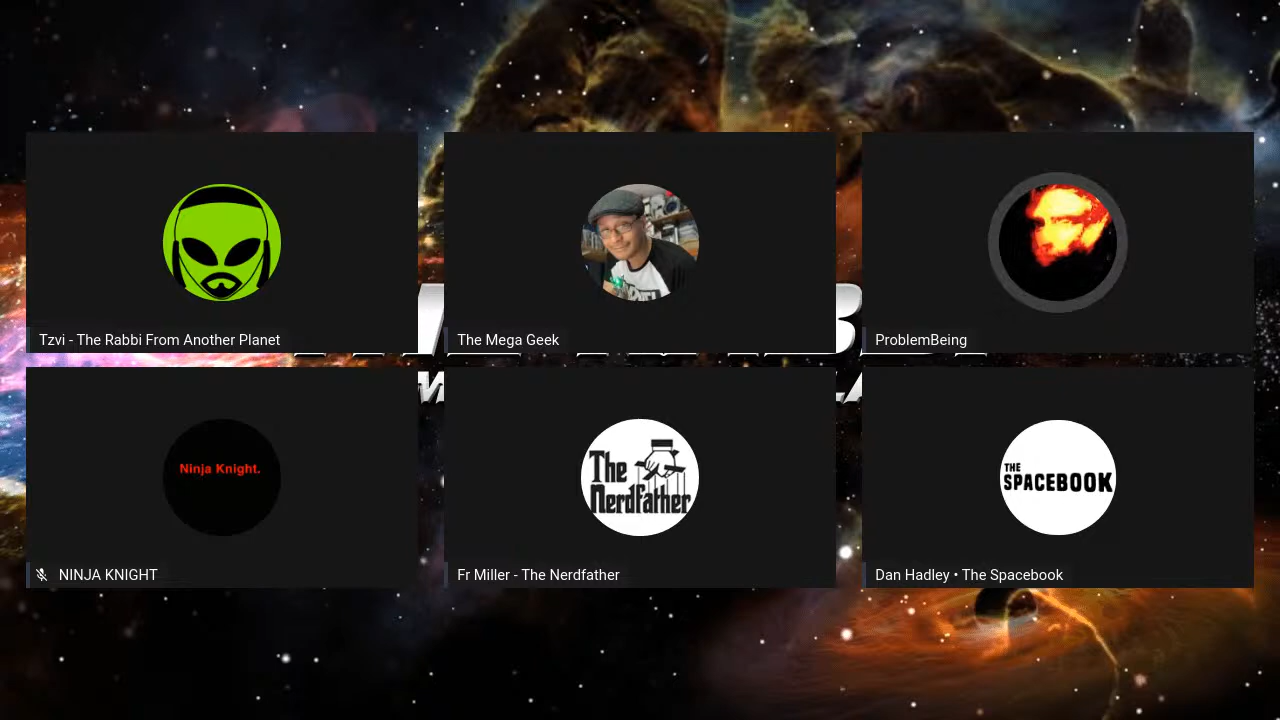 Tzvi - The Rabbi From Another Planet
The Mega Geek
ProblemBeing
Ninja Knight.
NINJA KNIGHT
The
Nerdfather
Fr Miller - The Nerdfather
THE
SPACEBOOK
Dan Hadley • The Spacebook